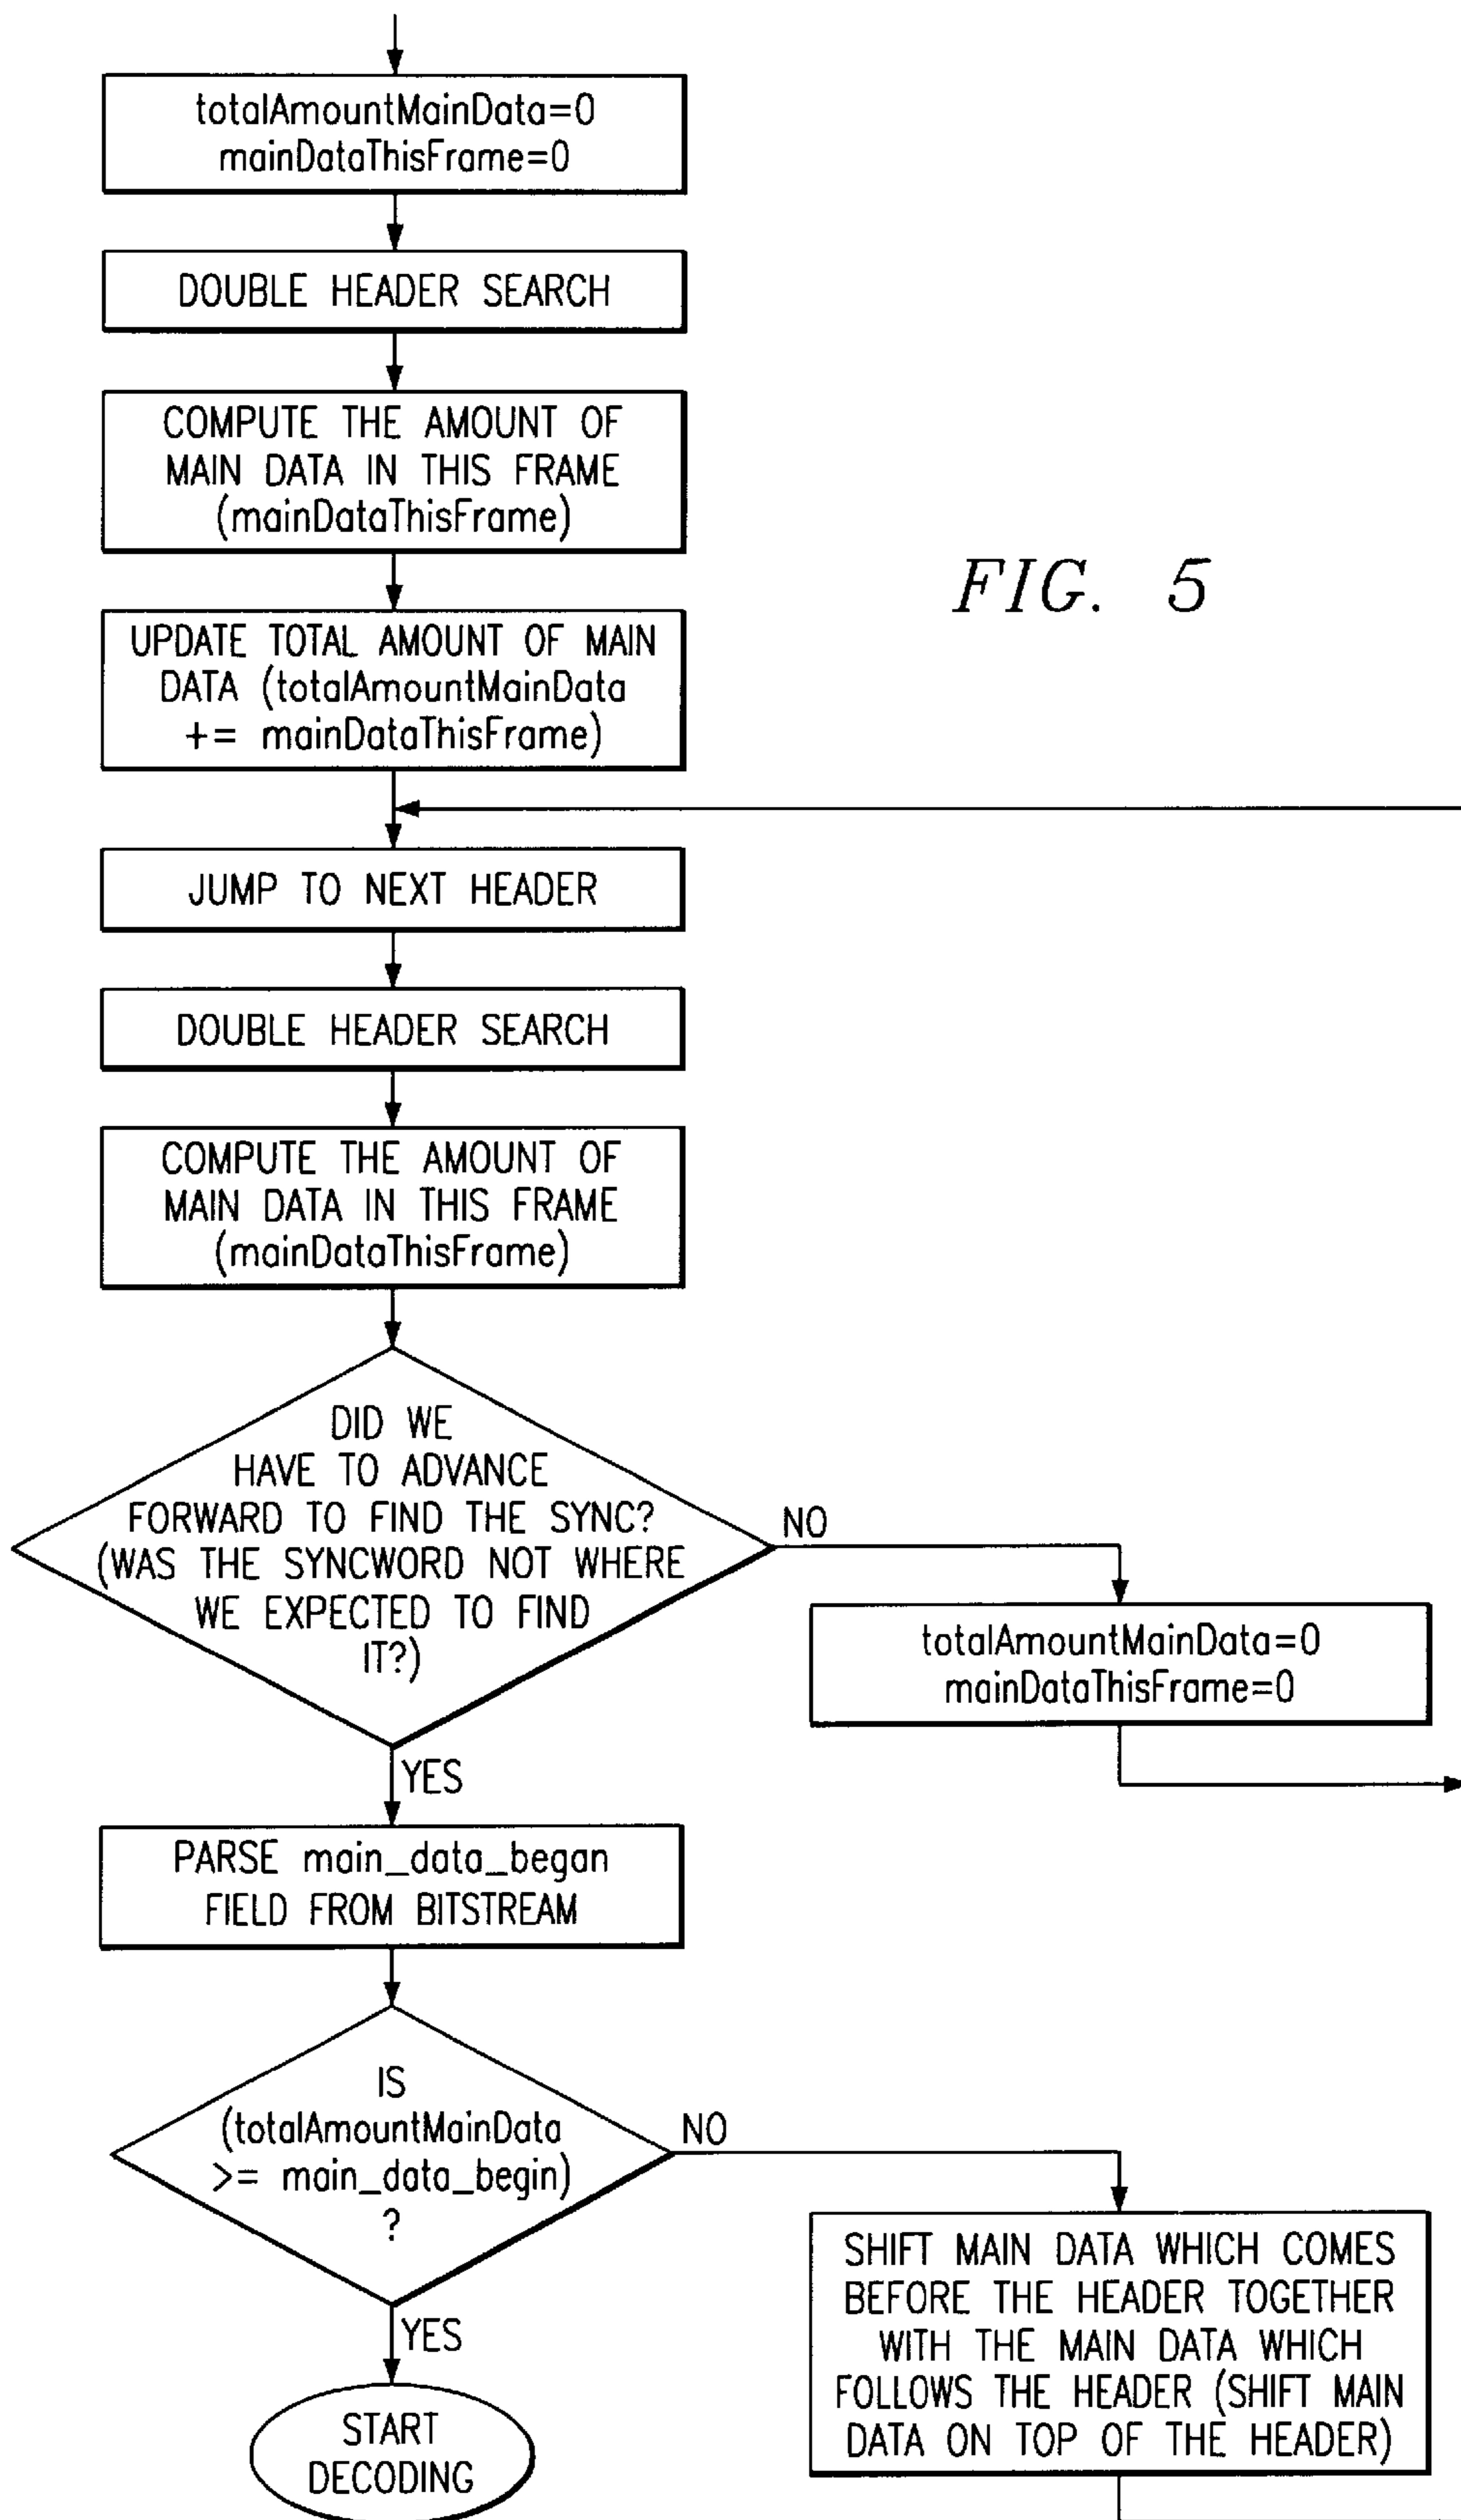 totalAmountMainData=0
mainDataThisFrame=0
DOUBLE HEADER SEARCH
COMPUTE THE AMOUNT OF
MAIN DATA IN THIS FRAME
(mainDataThisFrame)
FIG. 5
UPDATE TOTAL AMOUNT OF MAIN
DATA (totalAmountMainData
+= mainDataThisFrame)
JUMP TO NEXT HEADER
DOUBLE HEADER SEARCH
COMPUTE THE AMOUNT OF
MAIN DATA IN THIS FRAME
(mainDataThisFrame)
DID WE
HAVE TO ADVANCE
FORWARD TO FIND THE SYNC?
(WAS THE SYNCWORD NOT WHERE
WE EXPECTED TO FIND
IT?)
NO
totalAmountMainData=0
mainDataThisFrame=0
YES
PARSE main_data_began
FIELD FROM BITSTREAM
IS
(totalAmountMainData
>= main_data_begin)
?
NO
SHIFT MAIN DATA WHICH COMES
BEFORE THE HEADER TOGETHER
WITH THE MAIN DATA WHICH
FOLLOWS THE HEADER (SHIFT MAIN
DATA ON TOP OF THE HEADER)
YES
START
DECODING